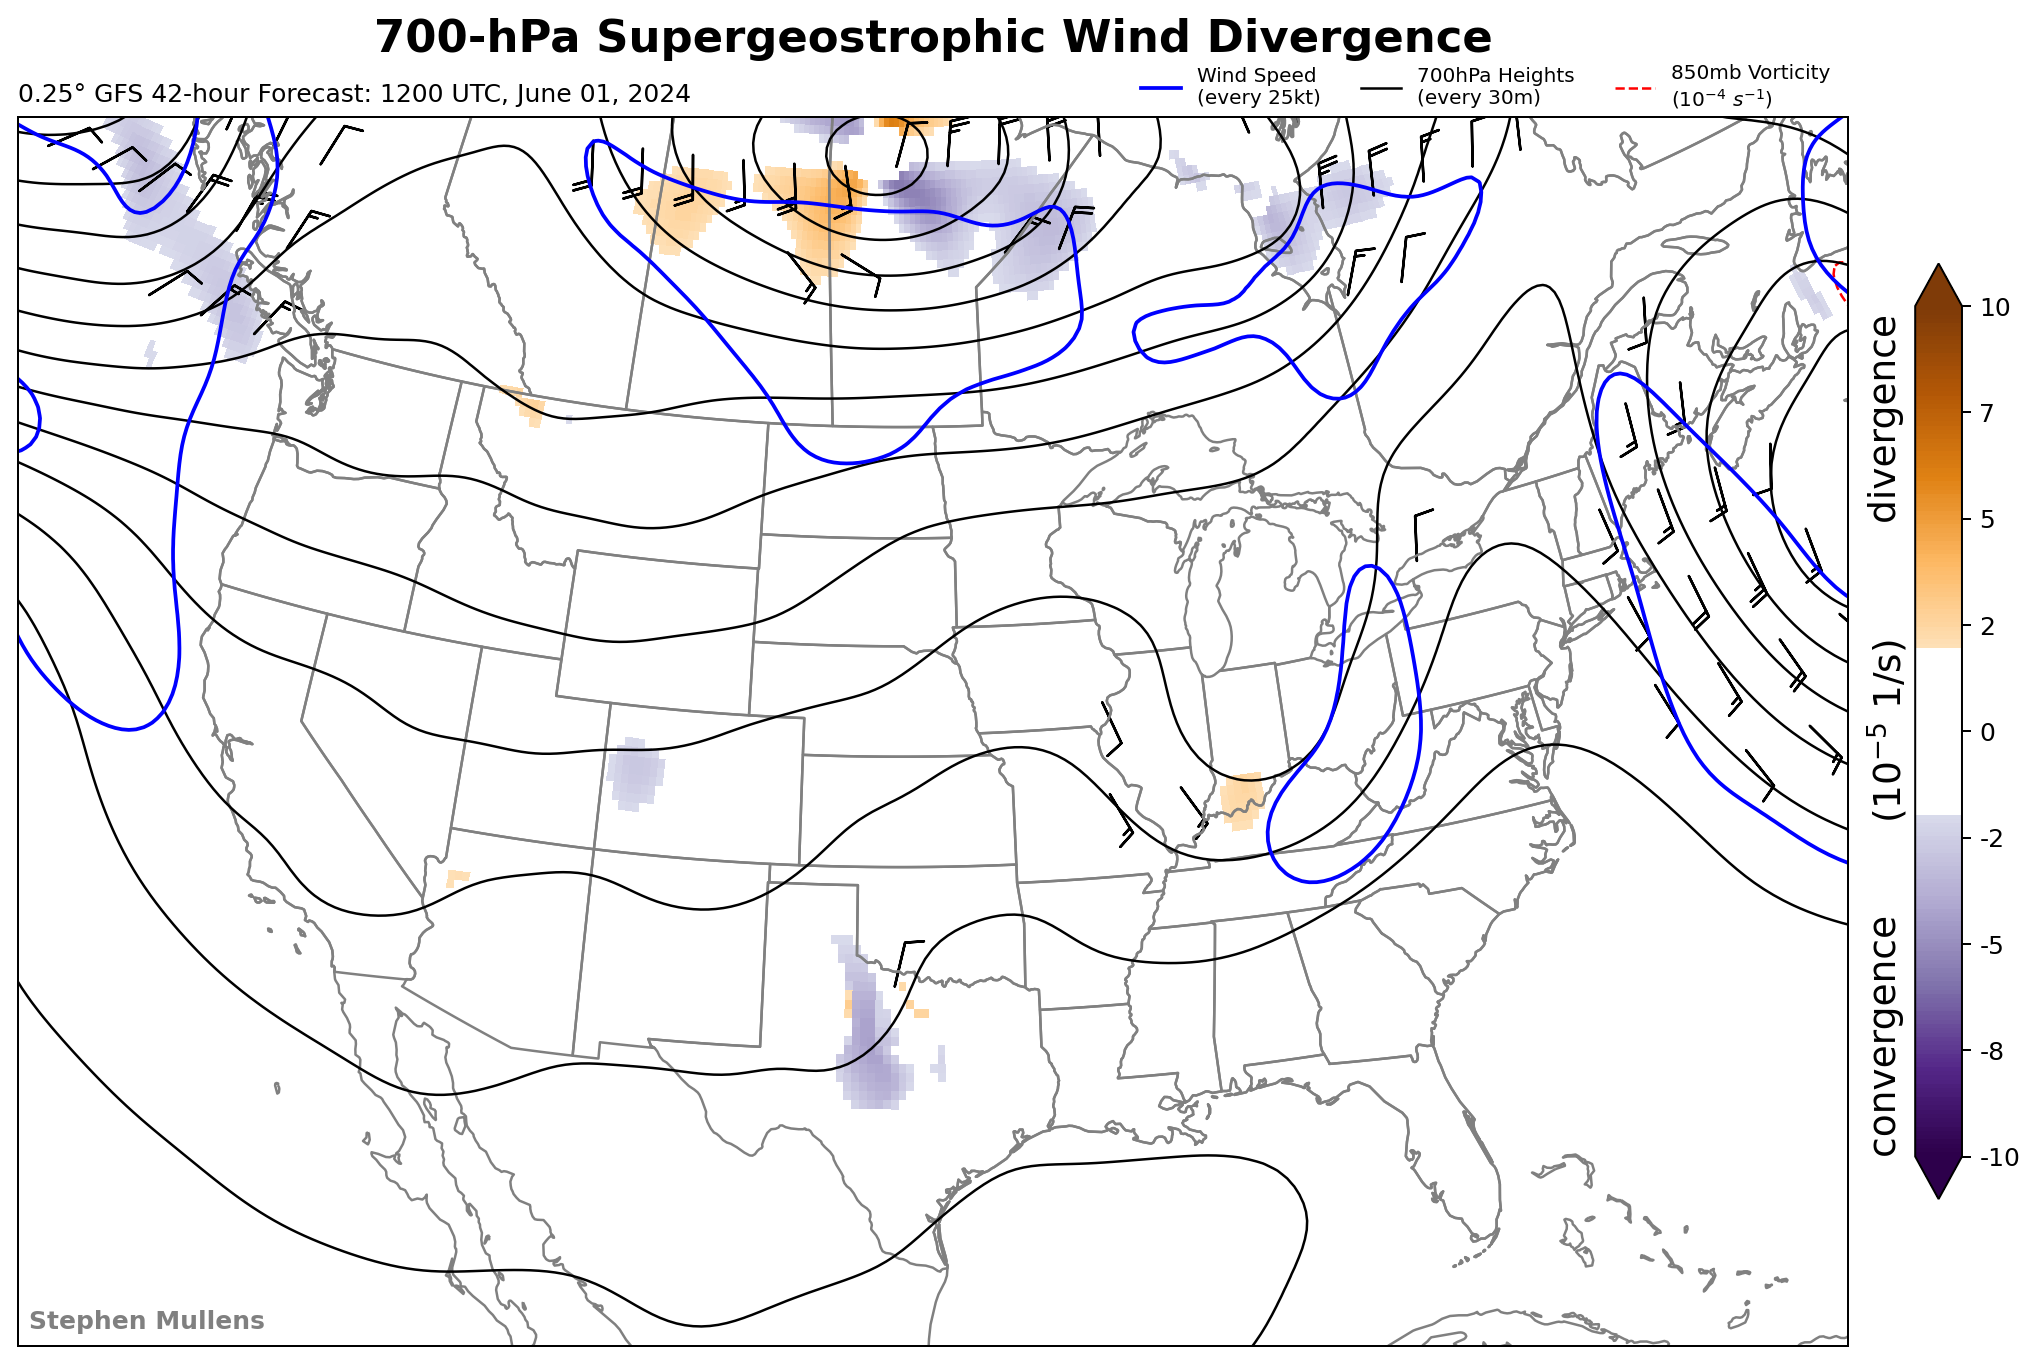 700-hPa Supergeostrophic Wind Divergence
0.25° GFS 42-hour Forecast: 1200 UTC, June 01, 2024
Wind Speed
(every 25kt)
700hPa Heights
(every 30m)
850mb Vorticity
(10⁻⁴ s⁻¹)
10
7
5
2
0
-2
-5
-8
-10
convergence (10⁻⁵ 1/s) divergence
Stephen Mullens